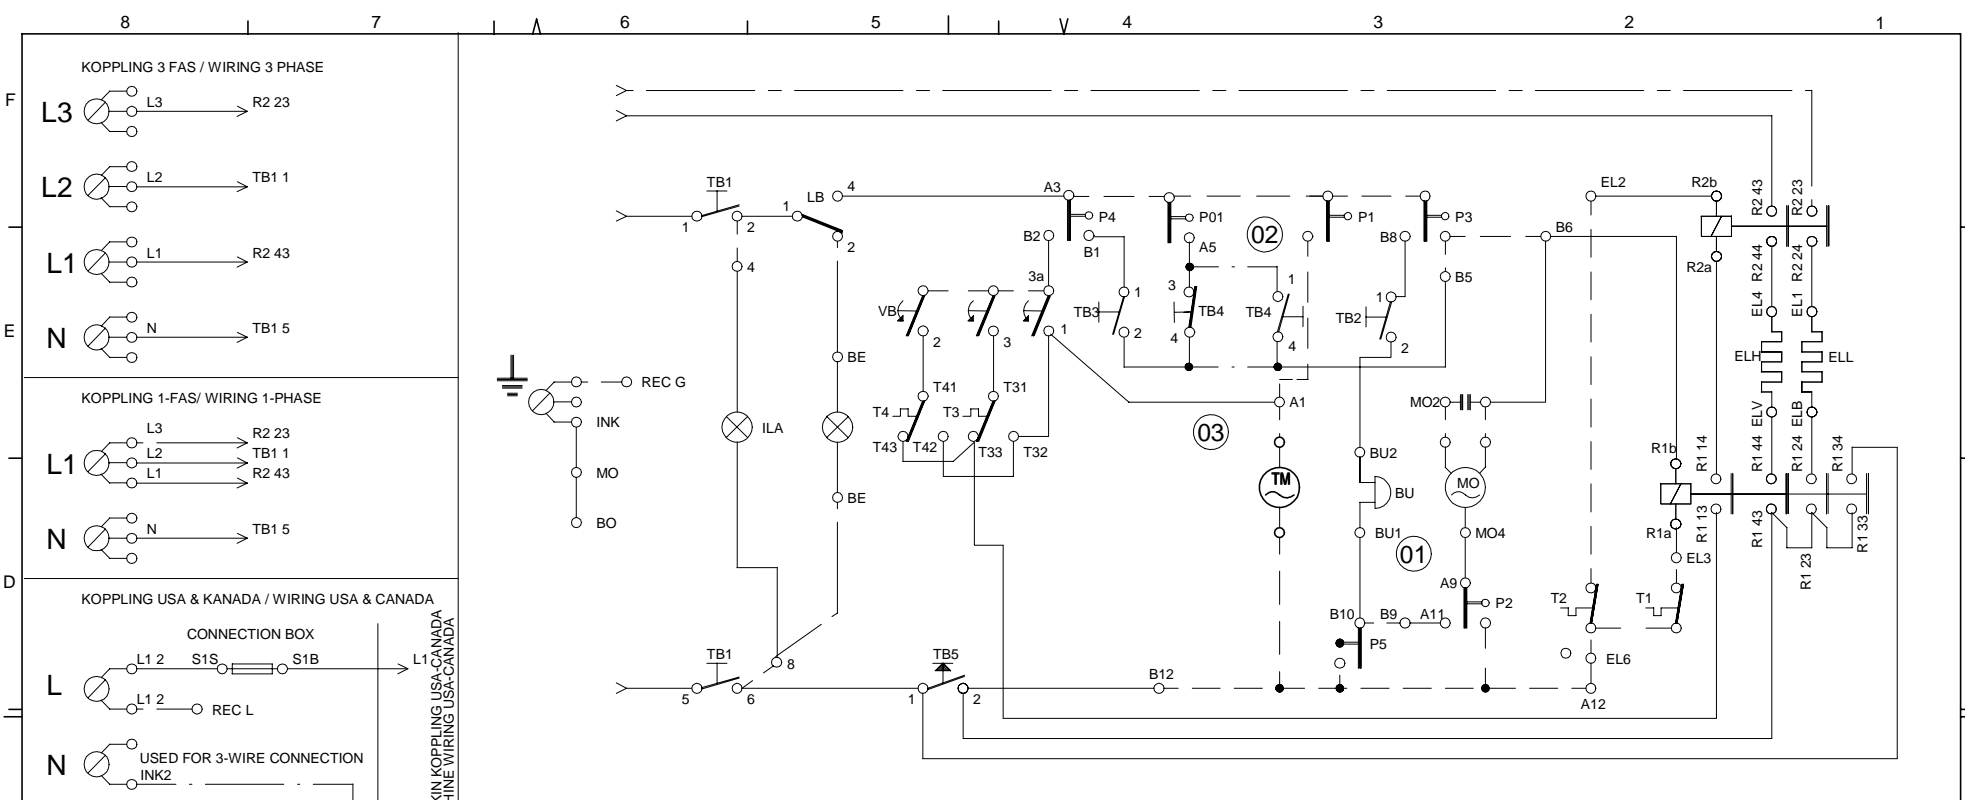 8 7 6 5 4 3 2 1
F
E
D
KOPPLING 3 FAS / WIRING 3 PHASE
L3 L3 R2 23
L2 L2 TB1 1
L1 L1 R2 43
N N TB1 5
KOPPLING 1-FAS/ WIRING 1-PHASE
L3 R2 23
L1 L2 TB1 1
L1 R2 43
N N TB1 5
KOPPLING USA & KANADA / WIRING USA & CANADA
CONNECTION BOX
L L1 2 S1S S1B L1
L1 2 REC L
N USED FOR 3-WIRE CONNECTION
INK2
KIN KOPPLING USA-CANADA
HINE WIRING USA-CANADA
REC G
INK
MO
BO
TB1
1 2
4
ILA
8
TB1
5 6
LB 4
1
2
BE
BE
VB
2
3
3a
1
T41 T31
T4 T3
T43 T42 T33 T32
TB5
1 2
A3
P4
B2
B1
1
TB3
2
P01
A5
3
TB4
4
02
1
TB4
4
P1
P3
B8
B5
1
TB2
2
A1
03
TM
MO2
BU2
BU
BU1
MO
MO4
01
A9
P2
B10 B9 A11
P5
B12
B6
EL2
R2b
R2a
R2 43
R2 23
R2 44
R2 24
EL4
EL1
ELH
ELL
ELV
ELB
R1b
R1 14
R1 44
R1 24
R1 34
R1a
R1 13
R1 43
R1 23
R1 33
EL3
T2
T1
EL6
A12